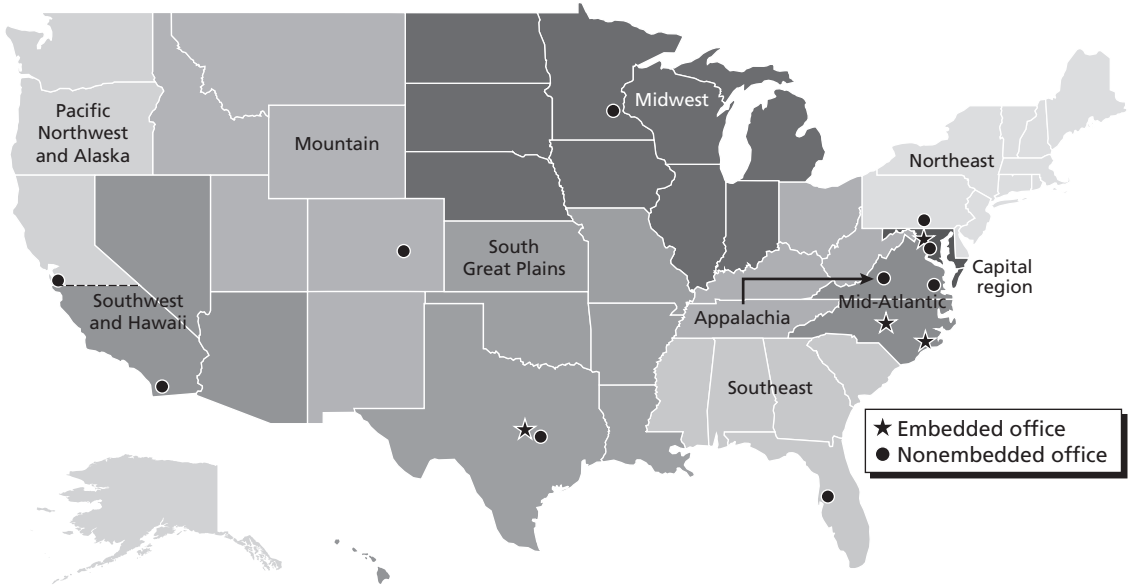 Pacific
Northwest
and Alaska
Mountain
Midwest
Northeast
South
Great Plains
Southwest
and Hawaii
Capital
region
Mid-Atlantic
Appalachia
Southeast
Embedded office
Nonembedded office